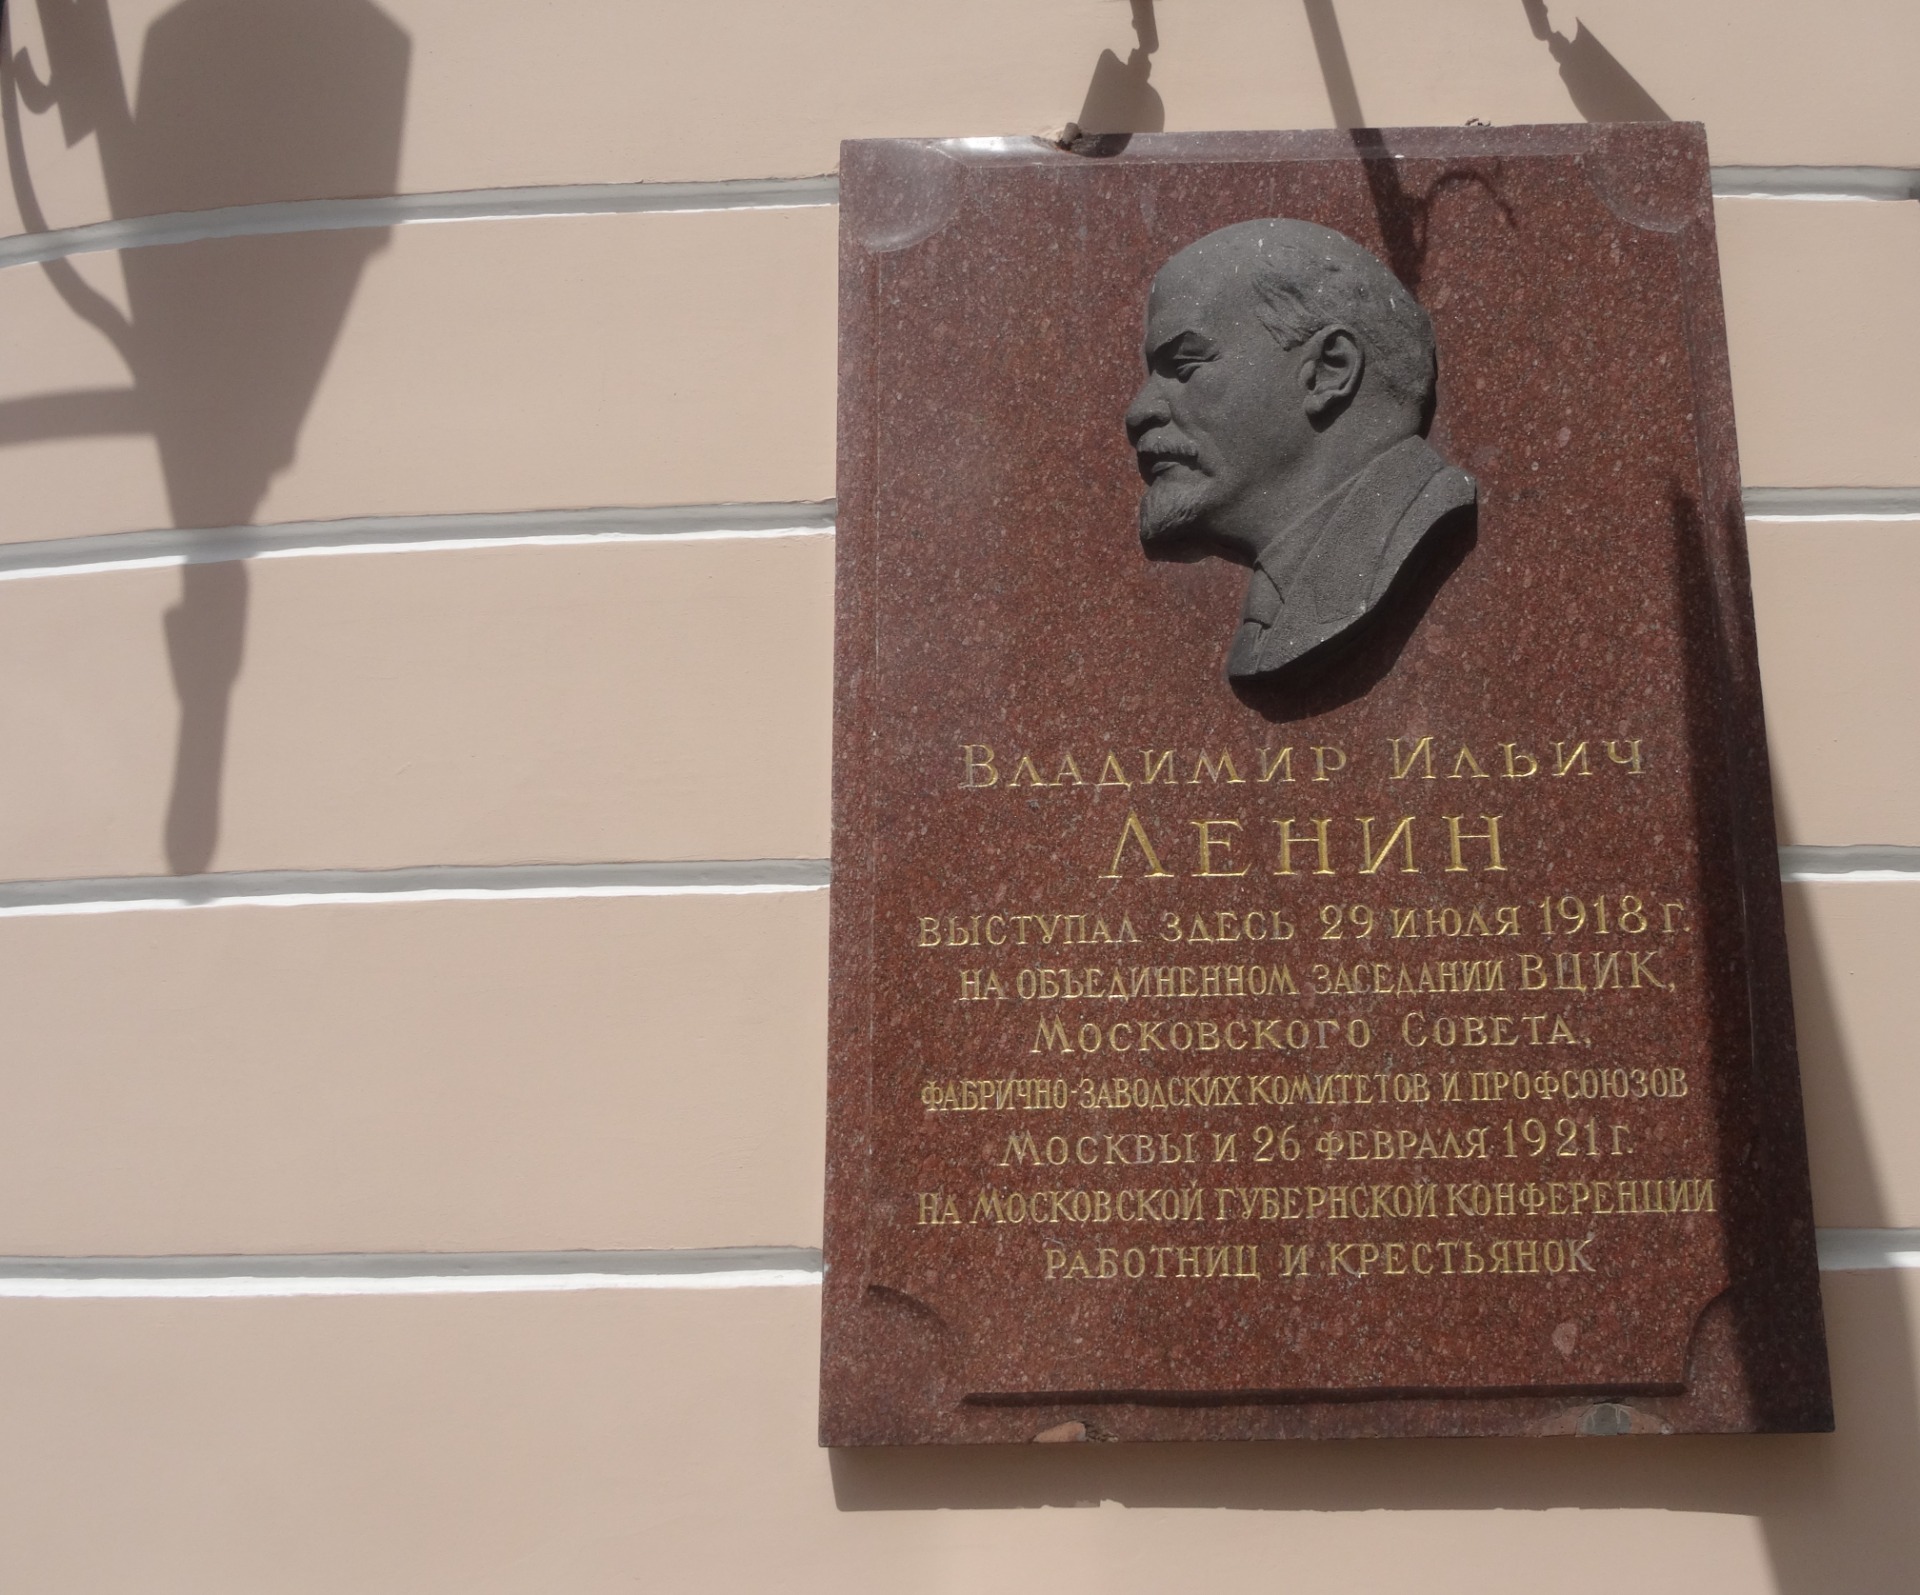 Владимир Ильич
Ленин
выступал здесь 29 июля 1918 г.
на объединенном заседании ВЦИК,
Московского Совета,
фабрично-заводских комитетов и профсоюзов
Москвы и 26 февраля 1921 г.
на Московской губернской конференции
работниц и крестьянок